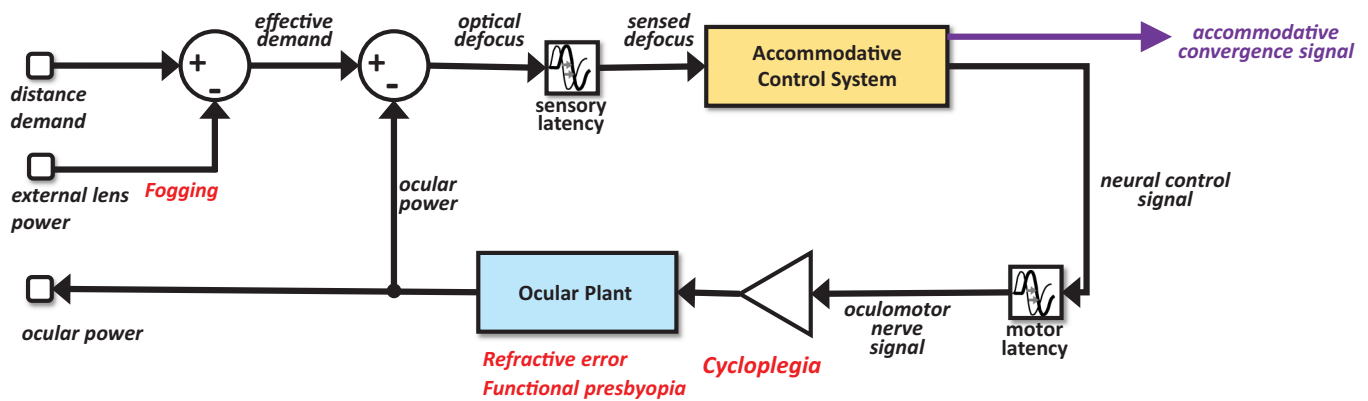 effective
demand
optical
defocus
sensed
defocus
Accommodative
Control System
accommodative
convergence signal
+
-
+
-
distance
demand
sensory
latency
external lens
power
Fogging
ocular
power
neural control
signal
Ocular Plant
ocular power
oculomotor
nerve
signal
motor
latency
Refractive error
Functional presbyopia
Cycloplegia